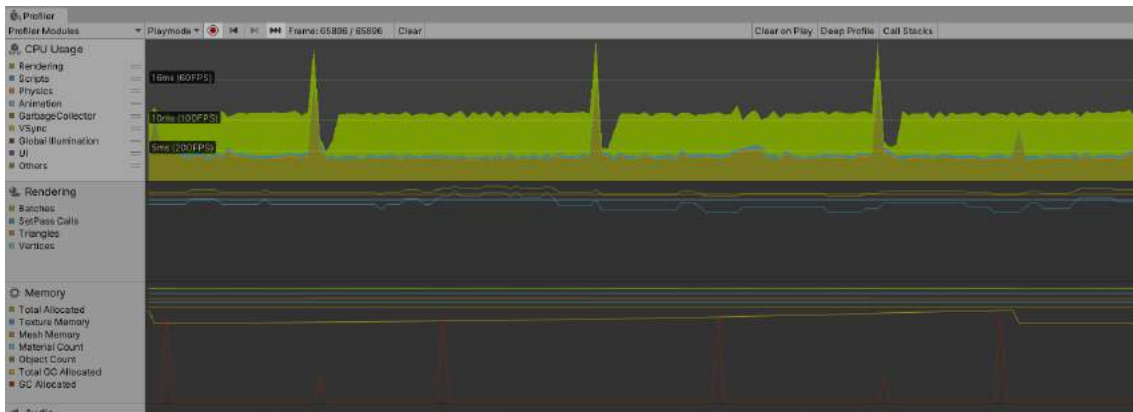 Profiler
Profiler Modules Playmode Frame: 65896 / 65896 Clear Clear on Play Deep Profile Call Stacks
CPU Usage
Rendering
Scripts
Physics
Animation
GarbageCollector
VSync
Global Illumination
UI
Others
16ms (60FPS)
10ms (100FPS)
5ms (200FPS)
Rendering
Batches
SetPass Calls
Triangles
Vertices
Memory
Total Allocated
Texture Memory
Mesh Memory
Material Count
Object Count
Total GC Allocated
GC Allocated
Audio